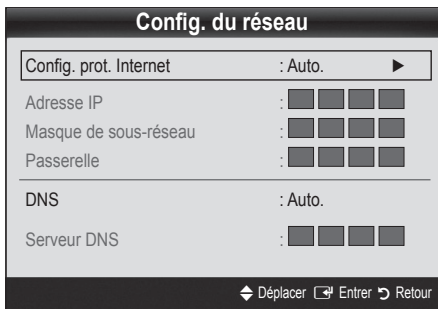 Config. du réseau
Config. prot. Internet : Auto. ►
Adresse IP :
Masque de sous-réseau :
Passerelle :
DNS : Auto.
Serveur DNS :
Déplacer Entrer Retour